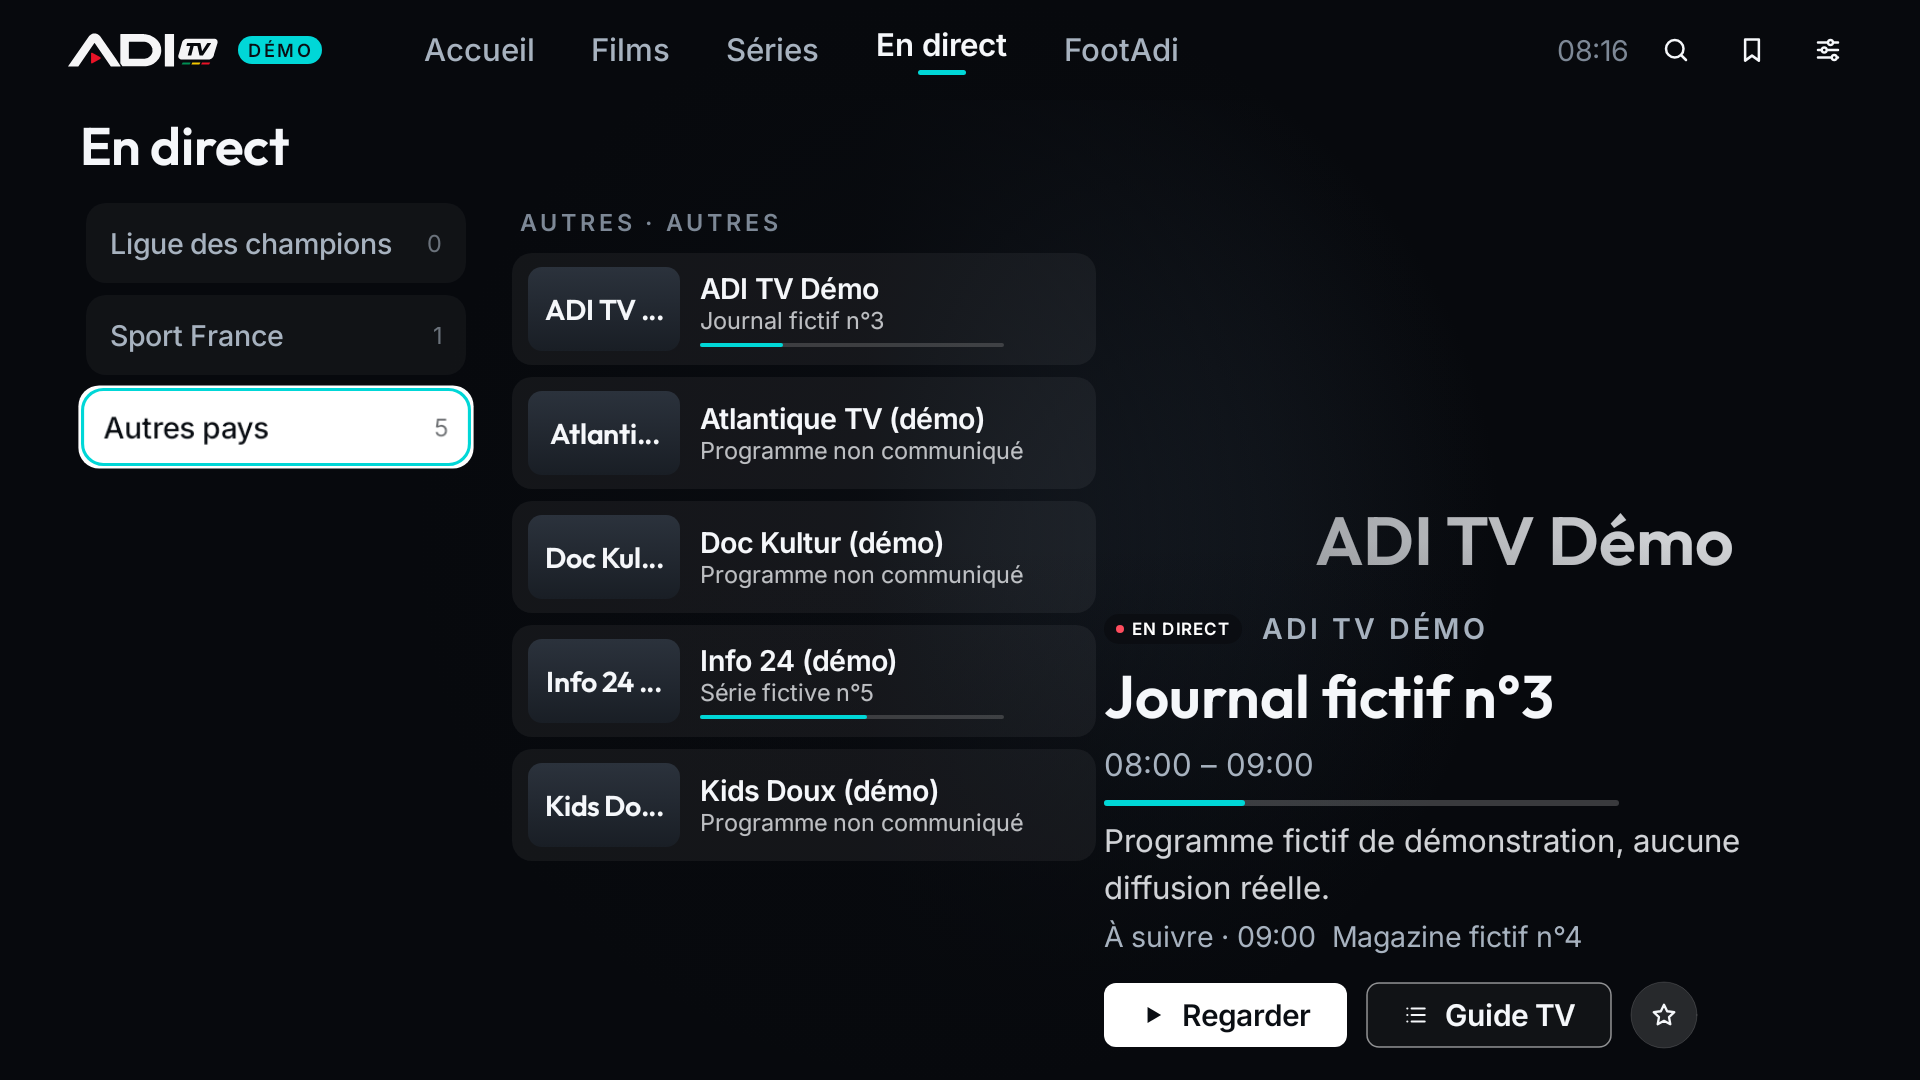 ADI TV DÉMO
Accueil
Films
Séries
En direct
FootAdi
08:16
En direct
Ligue des champions 0
Sport France 1
Autres pays 5
AUTRES · AUTRES
ADI TV ...
ADI TV Démo
Journal fictif n°3
Atlanti...
Atlantique TV (démo)
Programme non communiqué
Doc Kul...
Doc Kultur (démo)
Programme non communiqué
Info 24 ...
Info 24 (démo)
Série fictive n°5
Kids Do...
Kids Doux (démo)
Programme non communiqué
ADI TV Démo
EN DIRECT ADI TV DÉMO
Journal fictif n°3
08:00 – 09:00
Programme fictif de démonstration, aucune
diffusion réelle.
À suivre · 09:00 Magazine fictif n°4
Regarder
Guide TV